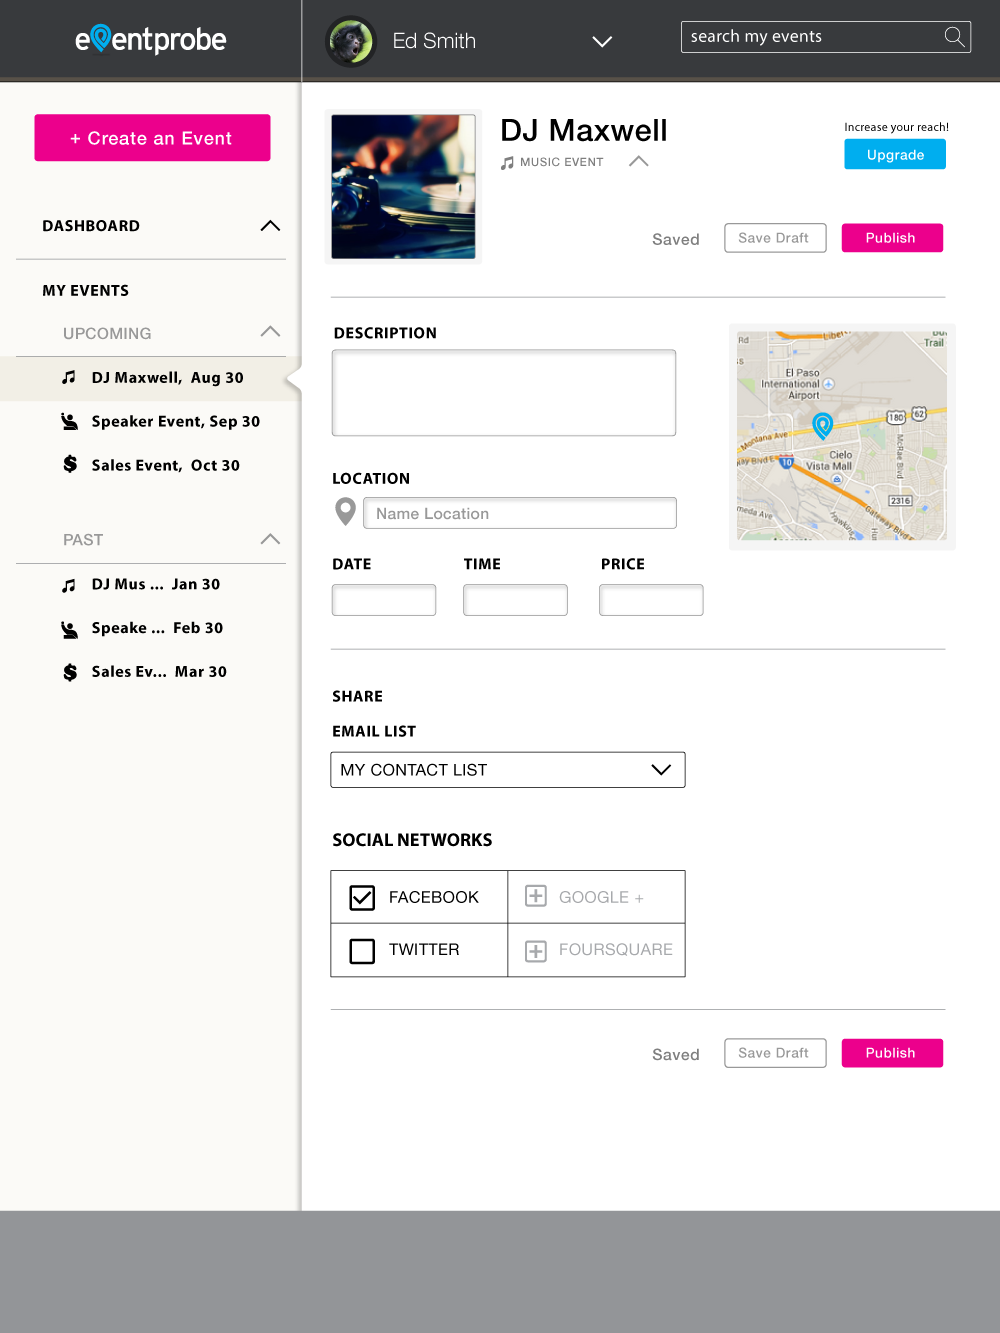 eventprobe
Ed Smith
search my events
+ Create an Event
DASHBOARD
MY EVENTS
UPCOMING
DJ Maxwell, Aug 30
Speaker Event, Sep 30
Sales Event, Oct 30
PAST
DJ Mus ... Jan 30
Speake ... Feb 30
Sales Ev... Mar 30
DJ Maxwell
MUSIC EVENT
Increase your reach!
Upgrade
Saved
Save Draft
Publish
DESCRIPTION
Rd
Trail
El Paso
International
Airport
180
62
Montana Ave
McRae Blvd
Cielo
Vista Mall
10
2316
Gateway Blvd E
LOCATION
Name Location
DATE
TIME
PRICE
SHARE
EMAIL LIST
MY CONTACT LIST
SOCIAL NETWORKS
FACEBOOK
GOOGLE +
TWITTER
FOURSQUARE
Saved
Save Draft
Publish